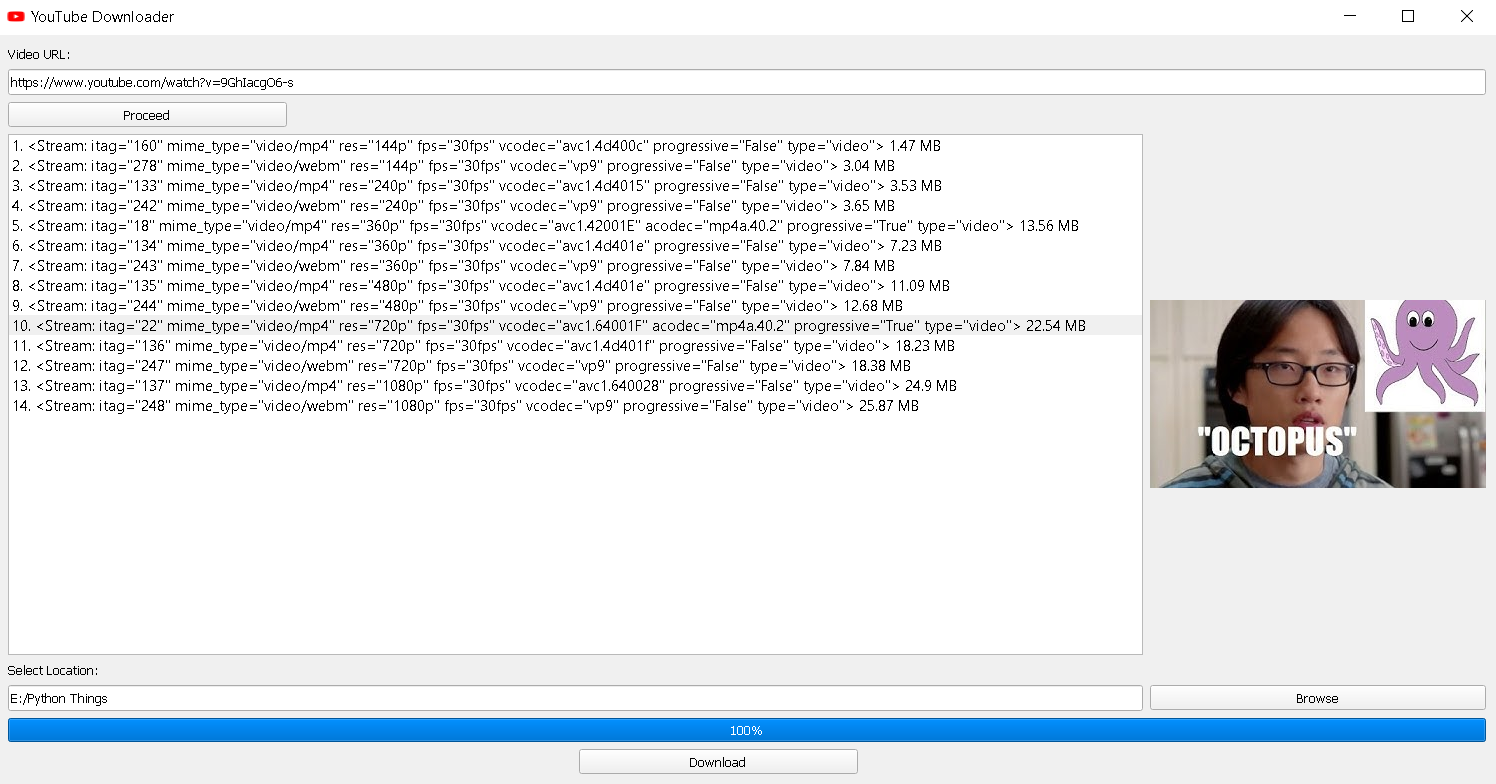 YouTube Downloader
Video URL:
https://www.youtube.com/watch?v=9GhIacgO6-s
Proceed
1. <Stream: itag="160" mime_type="video/mp4" res="144p" fps="30fps" vcodec="avc1.4d400c" progressive="False" type="video"> 1.47 MB
2. <Stream: itag="278" mime_type="video/webm" res="144p" fps="30fps" vcodec="vp9" progressive="False" type="video"> 3.04 MB
3. <Stream: itag="133" mime_type="video/mp4" res="240p" fps="30fps" vcodec="avc1.4d4015" progressive="False" type="video"> 3.53 MB
4. <Stream: itag="242" mime_type="video/webm" res="240p" fps="30fps" vcodec="vp9" progressive="False" type="video"> 3.65 MB
5. <Stream: itag="18" mime_type="video/mp4" res="360p" fps="30fps" vcodec="avc1.42001E" acodec="mp4a.40.2" progressive="True" type="video"> 13.56 MB
6. <Stream: itag="134" mime_type="video/mp4" res="360p" fps="30fps" vcodec="avc1.4d401e" progressive="False" type="video"> 7.23 MB
7. <Stream: itag="243" mime_type="video/webm" res="360p" fps="30fps" vcodec="vp9" progressive="False" type="video"> 7.84 MB
8. <Stream: itag="135" mime_type="video/mp4" res="480p" fps="30fps" vcodec="avc1.4d401e" progressive="False" type="video"> 11.09 MB
9. <Stream: itag="244" mime_type="video/webm" res="480p" fps="30fps" vcodec="vp9" progressive="False" type="video"> 12.68 MB
10. <Stream: itag="22" mime_type="video/mp4" res="720p" fps="30fps" vcodec="avc1.64001F" acodec="mp4a.40.2" progressive="True" type="video"> 22.54 MB
11. <Stream: itag="136" mime_type="video/mp4" res="720p" fps="30fps" vcodec="avc1.4d401f" progressive="False" type="video"> 18.23 MB
12. <Stream: itag="247" mime_type="video/webm" res="720p" fps="30fps" vcodec="vp9" progressive="False" type="video"> 18.38 MB
13. <Stream: itag="137" mime_type="video/mp4" res="1080p" fps="30fps" vcodec="avc1.640028" progressive="False" type="video"> 24.9 MB
14. <Stream: itag="248" mime_type="video/webm" res="1080p" fps="30fps" vcodec="vp9" progressive="False" type="video"> 25.87 MB
"OCTOPUS"
Select Location:
E:/Python Things
Browse
100%
Download